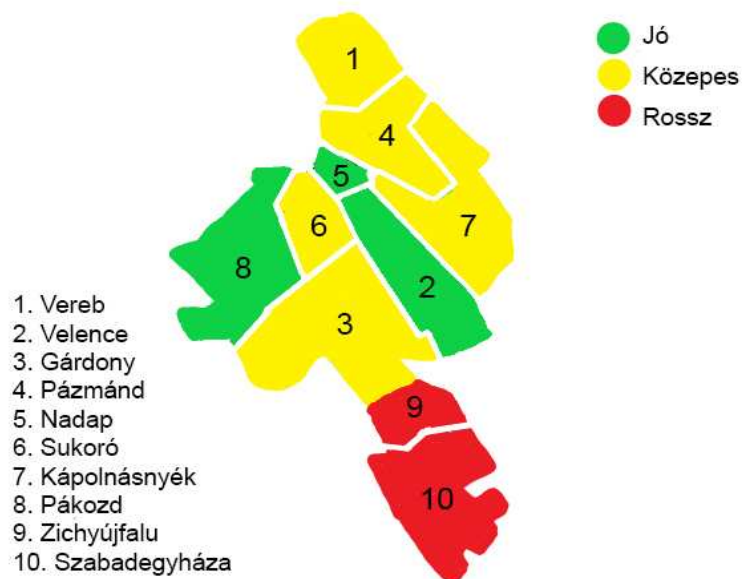 1
4
5
7
6
8
2
3
9
10
Jó
Közepes
Rossz
1. Vereb
2. Velence
3. Gárdony
4. Pázmánd
5. Nadap
6. Sukoró
7. Kápolnásnyék
8. Pákozd
9. Zichyújfalu
10. Szabadegyháza